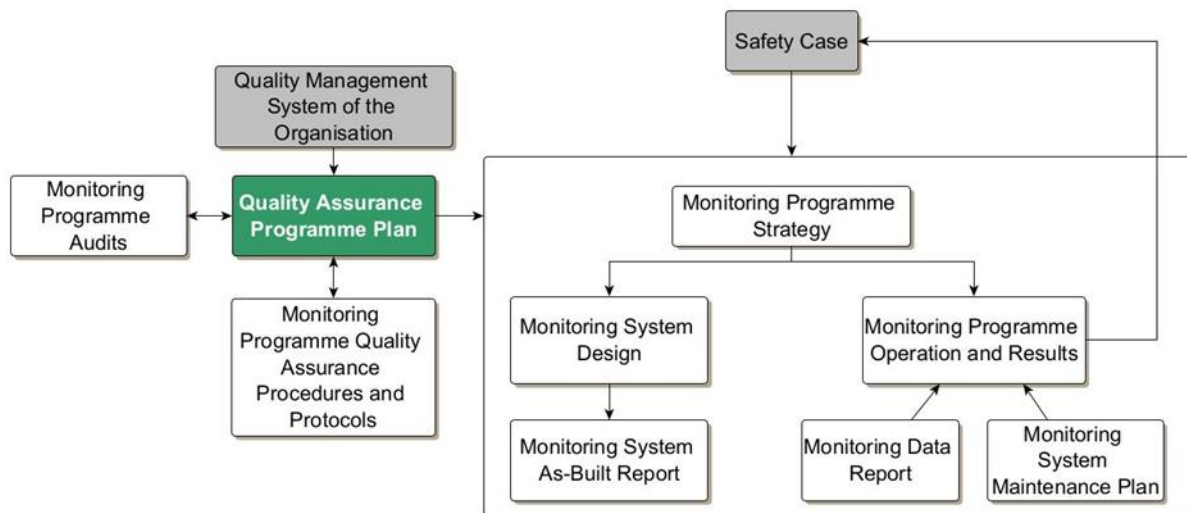 Safety Case
Quality Management
System of the
Organisation
Monitoring
Programme
Audits
Quality Assurance
Programme Plan
Monitoring Programme
Strategy
Monitoring
Programme Quality
Assurance
Procedures and
Protocols
Monitoring System
Design
Monitoring Programme
Operation and Results
Monitoring System
As-Built Report
Monitoring Data
Report
Monitoring
System
Maintenance Plan